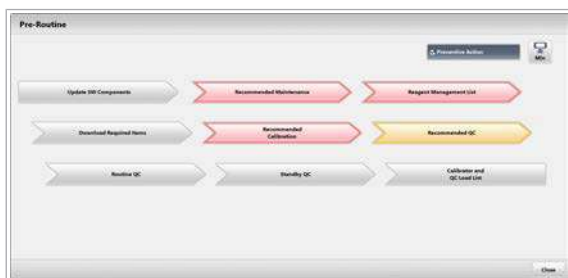 Pre-Routine
Preventive Action
Misc
Update SW Components
Recommended Maintenance
Reagent Management List
Download Required Items
Recommended
Calibration
Recommended QC
Routine QC
Standby QC
Calibrator and
QC Load List
Close